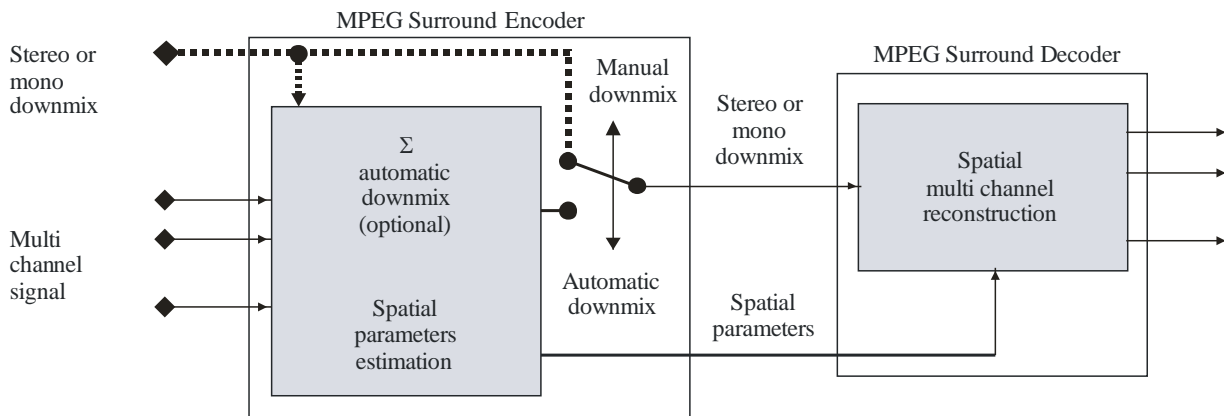 MPEG Surround Encoder
MPEG Surround Decoder
Stereo or
mono
downmix
Manual
downmix
Stereo or
mono
downmix
Σ
automatic
downmix
(optional)
Spatial
multi channel
reconstruction
Multi
channel
signal
Automatic
downmix
Spatial
parameters
estimation
Spatial
parameters